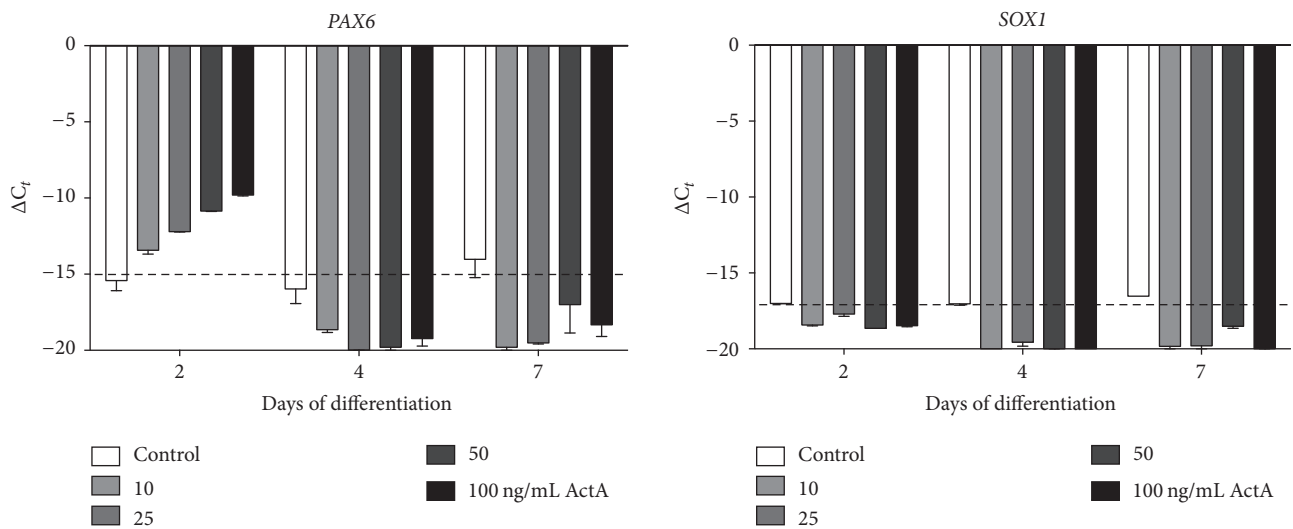 PAX6
0
−5
−10
−15
−20
ΔCt
2 4 7
Days of differentiation
Control
10
25
50
100 ng/mL ActA
SOX1
0
−5
−10
−15
−20
ΔCt
2 4 7
Days of differentiation
Control
10
25
50
100 ng/mL ActA